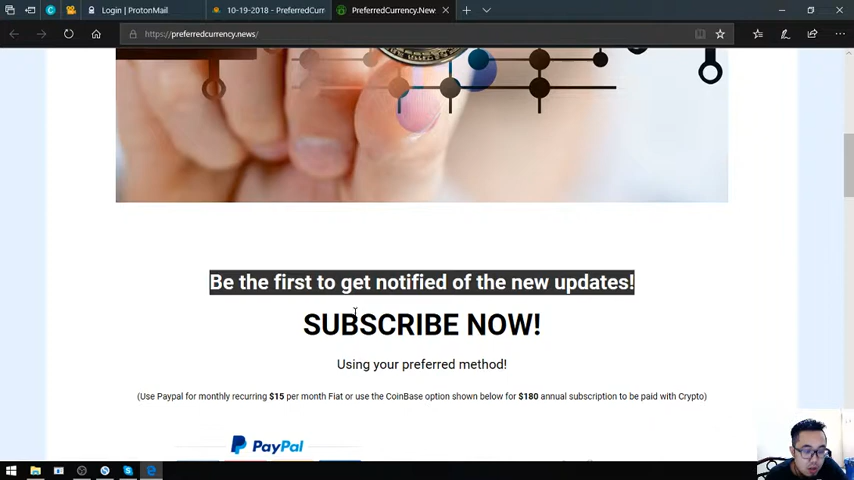 Login | ProtonMail
10-19-2018 - PreferredCurr
PreferredCurrency.New
https://preferredcurrency.news/
Be the first to get notified of the new updates!
SUBSCRIBE NOW!
Using your preferred method!
(Use Paypal for monthly recurring $15 per month Fiat or use the CoinBase option shown below for $180 annual subscription to be paid with Crypto)
PayPal